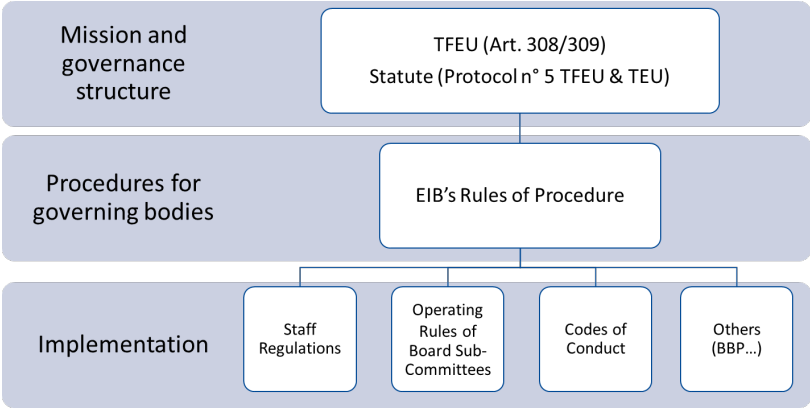 Mission and
governance
structure
TFEU (Art. 308/309)
Statute (Protocol n° 5 TFEU & TEU)
Procedures for
governing bodies
EIB's Rules of Procedure
Implementation
Staff
Regulations
Operating
Rules of
Board Sub-
Committees
Codes of
Conduct
Others
(BBP...)